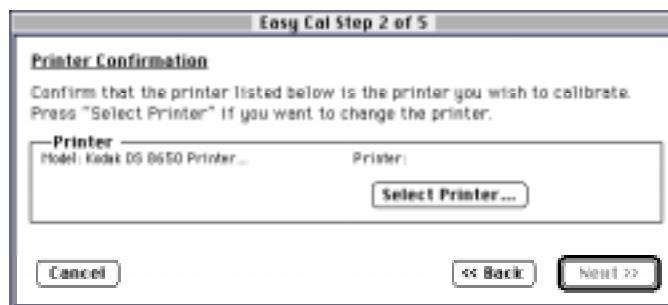 Easy Cal Step 2 of 5
Printer Confirmation
Confirm that the printer listed below is the printer you wish to calibrate.
Press "Select Printer" if you want to change the printer.
Printer
Model: Kodak DS 8650 Printer... Printer:
Select Printer...
Cancel << Back Next >>